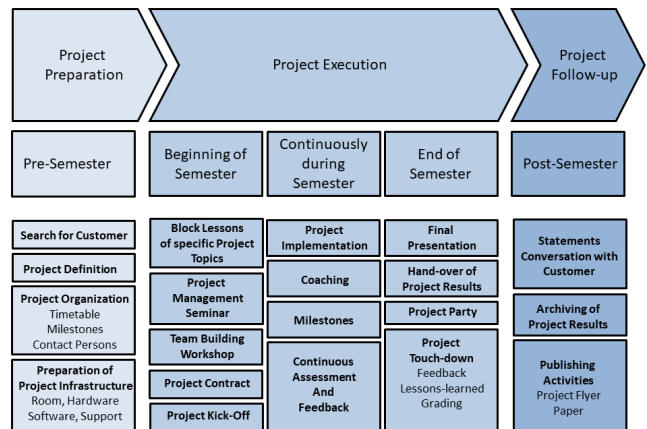 Project
Preparation
Project Execution
Project
Follow-up
Pre-Semester
Beginning of
Semester
Continuously
during
Semester
End of
Semester
Post-Semester
Search for Customer
Project Definition
Project Organization
Timetable
Milestones
Contact Persons
Preparation of
Project Infrastructure
Room, Hardware
Software, Support
Block Lessons
of specific Project
Topics
Project
Management
Seminar
Team Building
Workshop
Project Contract
Project Kick-Off
Project
Implementation
Coaching
Milestones
Continuous
Assessment
And
Feedback
Final
Presentation
Hand-over of
Project Results
Project Party
Project
Touch-down
Feedback
Lessons-learned
Grading
Statements
Conversation with
Customer
Archiving of
Project Results
Publishing
Activities
Project Flyer
Paper